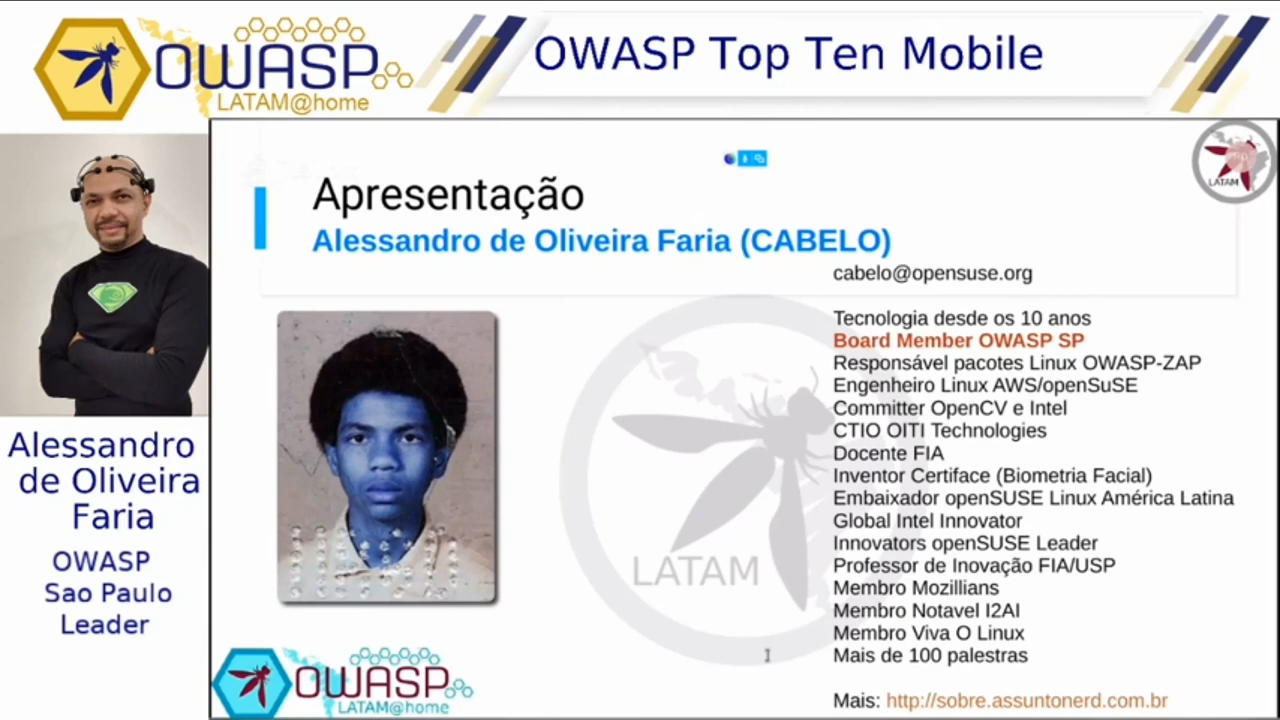 OWASP
LATAM@home
OWASP Top Ten Mobile
LATAM
Apresentação
Alessandro de Oliveira Faria (CABELO)
cabelo@opensuse.org
Tecnologia desde os 10 anos
Board Member OWASP SP
Responsável pacotes Linux OWASP-ZAP
Engenheiro Linux AWS/openSuSE
Committer OpenCV e Intel
CTIO OITI Technologies
Docente FIA
Inventor Certiface (Biometria Facial)
Embaixador openSUSE Linux América Latina
Global Intel Innovator
Innovators openSUSE Leader
Professor de Inovação FIA/USP
Membro Mozillians
Membro Notavel I2AI
Membro Viva O Linux
Mais de 100 palestras
Mais: http://sobre.assuntonerd.com.br
LATAM
Alessandro
de Oliveira
Faria
OWASP
Sao Paulo
Leader
OWASP
LATAM@home